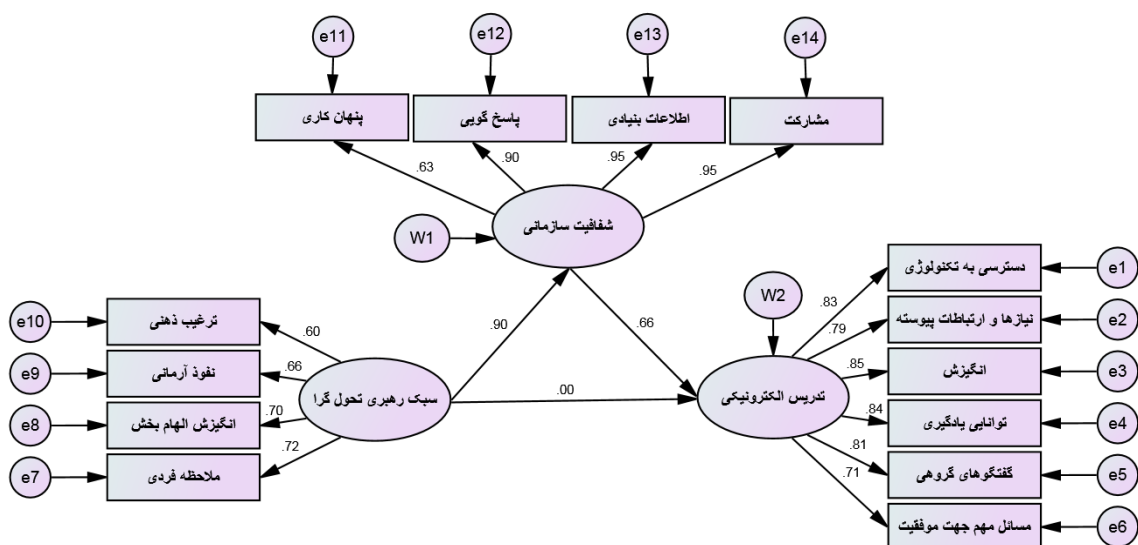 e11
e12
e13
e14
پنهان کاری
پاسخ گویی
اطلاعات بنیادی
مشارکت
.63
.90
.95
.95
شفافیت سازمانی
W1
دسترسی به تکنولوژی
e1
نیازها و ارتباطات پیوسته
e2
انگیزش
e3
توانایی یادگیری
e4
گفتگوهای گروهی
e5
مسائل مهم جهت موفقیت
e6
W2
.83
.79
.85
.84
.81
.71
تدریس الکترونیکی
.90
.66
.00
e10
ترغیب ذهنی
e9
نفوذ آرمانی
e8
انگیزش الهام بخش
e7
ملاحظه فردی
.60
.66
.70
.72
سبک رهبری تحول گرا